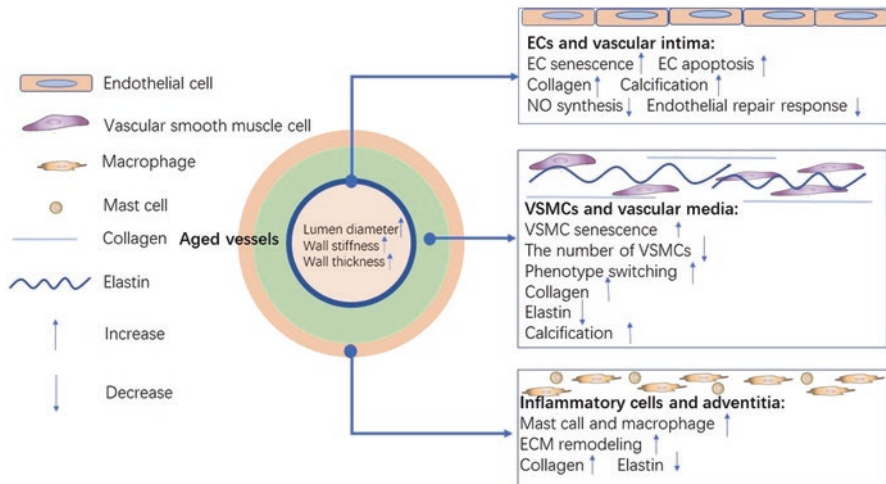 Endothelial cell
Vascular smooth muscle cell
Macrophage
Mast cell
Collagen
Elastin
Increase
Decrease
Aged vessels
Lumen diameter
Wall stiffness
Wall thickness
ECs and vascular intima:
EC senescence EC apoptosis
Collagen Calcification
NO synthesis Endothelial repair response
VSMCs and vascular media:
VSMC senescence
The number of VSMCs
Phenotype switching
Collagen
Elastin
Calcification
Inflammatory cells and adventitia:
Mast call and macrophage
ECM remodeling
Collagen Elastin